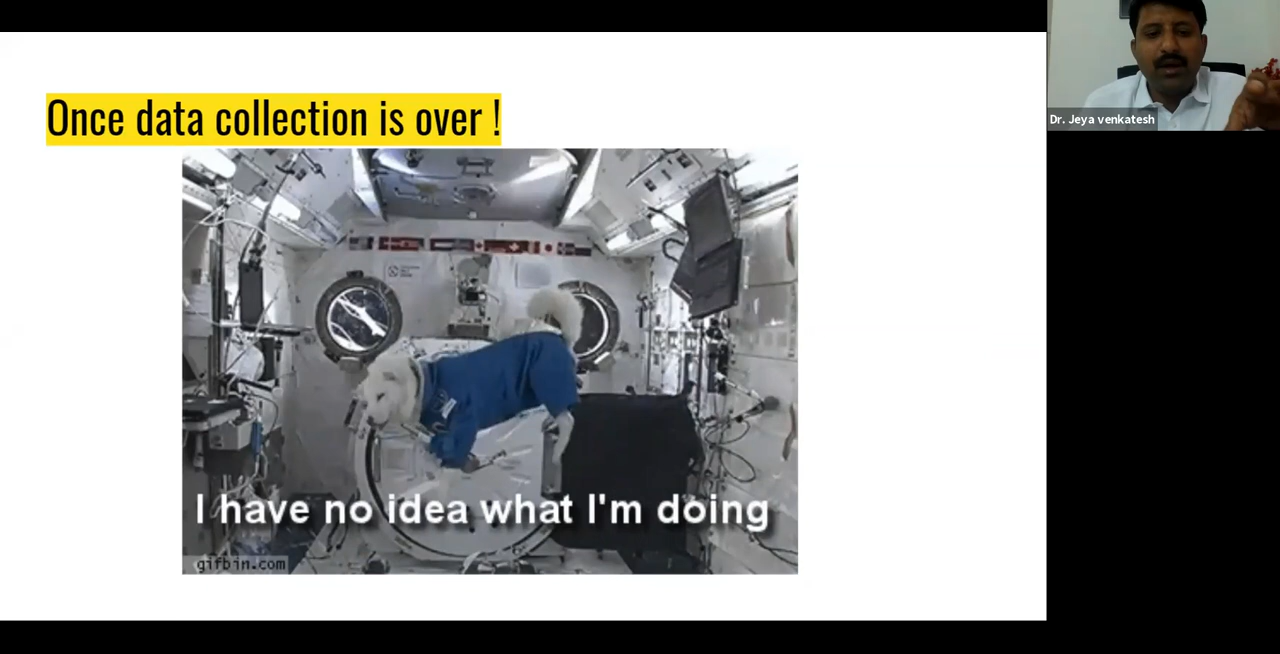 Once data collection is over !
Dr. Jeya venkatesh
I have no idea what I'm doing
gifbin.com